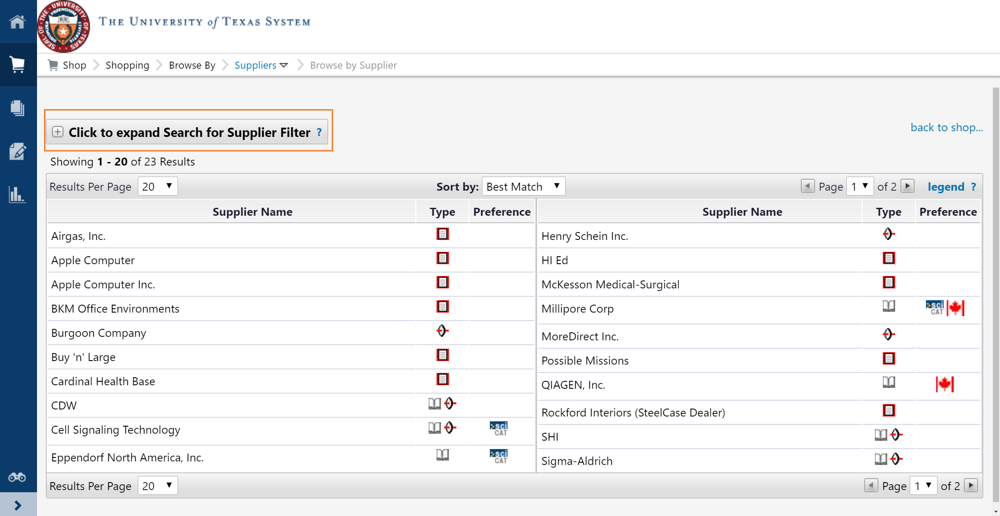 THE UNIVERSITY of TEXAS SYSTEM
Shop Shopping Browse By Suppliers Browse by Supplier
Click to expand Search for Supplier Filter ?
back to shop...
Showing 1 - 20 of 23 Results
Results Per Page 20 Sort by: Best Match Page 1 of 2 legend ?
Supplier Name Type Preference Supplier Name Type Preference
Airgas, Inc.
Apple Computer
Apple Computer Inc.
BKM Office Environments
Burgoon Company
Buy 'n' Large
Cardinal Health Base
CDW
Cell Signaling Technology sci CAT
Eppendorf North America, Inc. sci CAT
Henry Schein Inc.
HI Ed
McKesson Medical-Surgical
Millipore Corp sci CAT
MoreDirect Inc.
Possible Missions
QIAGEN, Inc.
Rockford Interiors (SteelCase Dealer)
SHI
Sigma-Aldrich
Results Per Page 20 Page 1 of 2